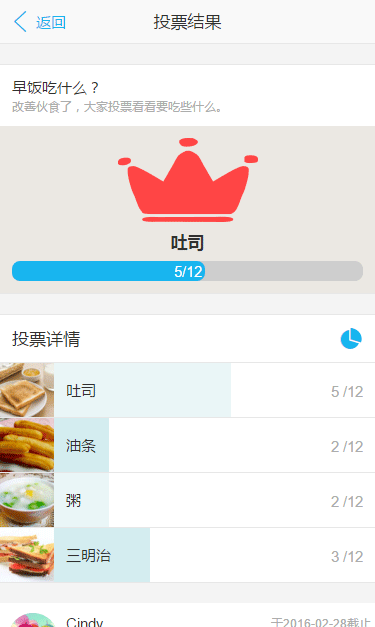 返回
投票结果
早饭吃什么？
改善伙食了，大家投票看看要吃些什么。
吐司
5/12
投票详情
吐司 5 /12
油条 2 /12
粥 2 /12
三明治 3 /12
Cindy 于2016-02-28截止